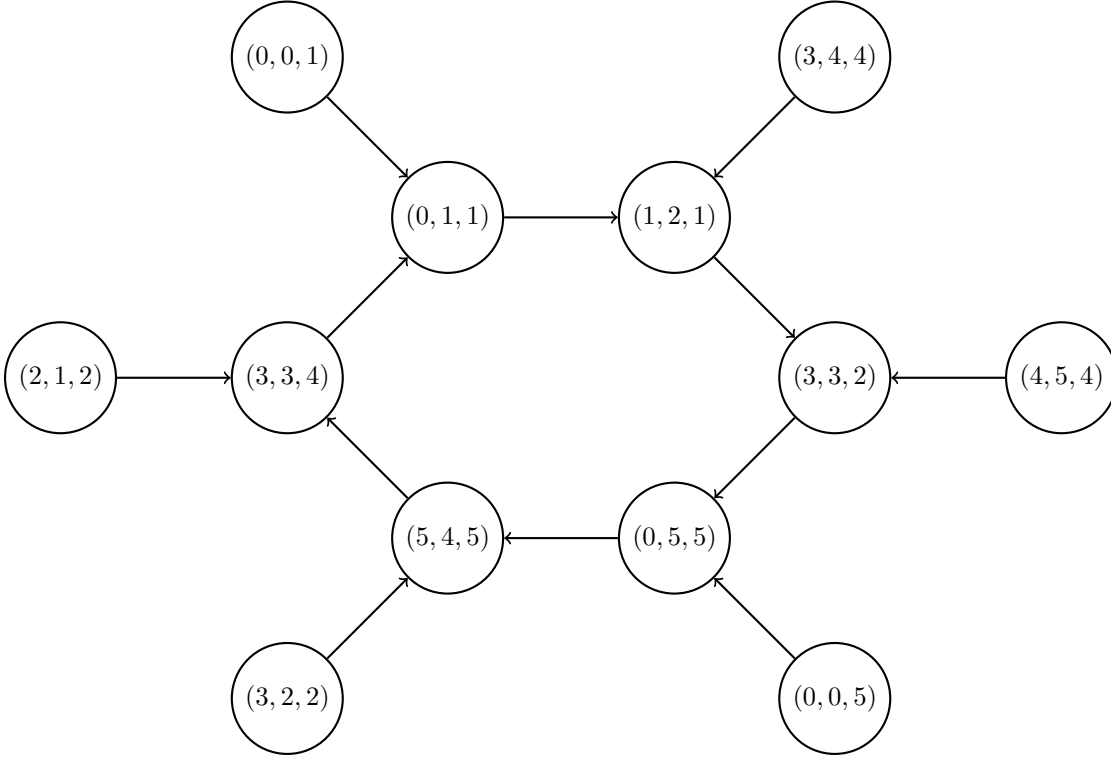 (0, 0, 1)
(3, 4, 4)
(0, 1, 1)
(1, 2, 1)
(2, 1, 2)
(3, 3, 4)
(3, 3, 2)
(4, 5, 4)
(5, 4, 5)
(0, 5, 5)
(3, 2, 2)
(0, 0, 5)